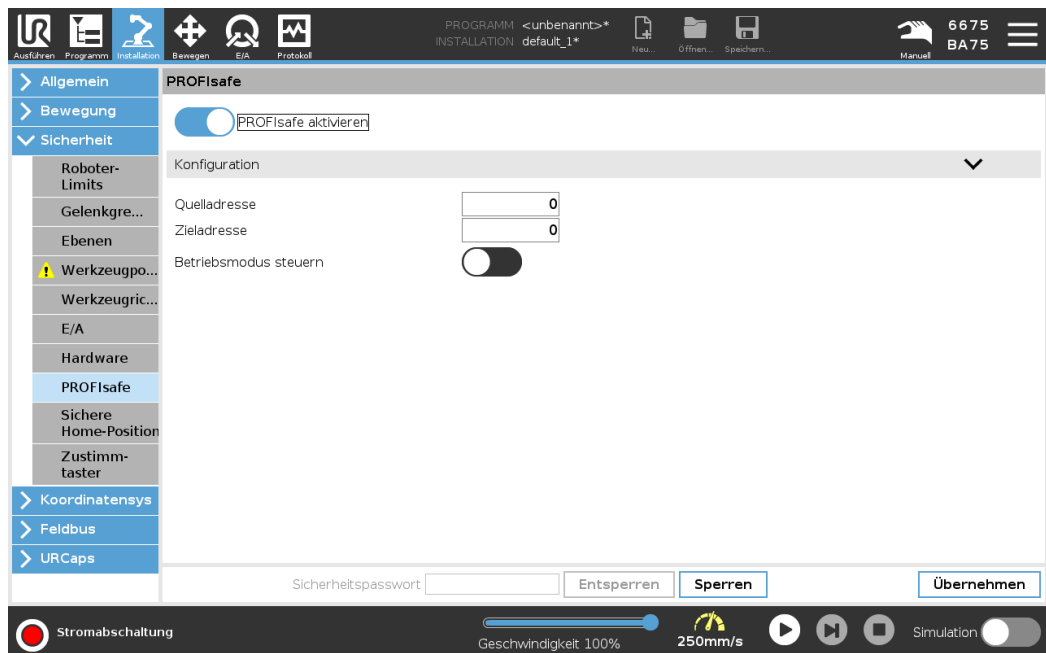 PROGRAMM <unbenannt>*
INSTALLATION default_1*
UR
Ausführen
Programm
Installation
Bewegen
E/A
Protokoll
Neu...
Öffnen...
Speichern...
Manuell
6675
BA75
Allgemein
Bewegung
Sicherheit
Roboter-
Limits
Gelenkgre...
Ebenen
Werkzeugpo...
Werkzeugric...
E/A
Hardware
PROFIsafe
Sichere
Home-Position
Zustimm-
taster
Koordinatensys
Feldbus
URCaps
PROFIsafe
PROFIsafe aktivieren
Konfiguration
Quelladresse 0
Zieladresse 0
Betriebsmodus steuern
Sicherheitspasswort
Entsperren
Sperren
Übernehmen
Stromabschaltung
Geschwindigkeit 100%
250mm/s
Simulation